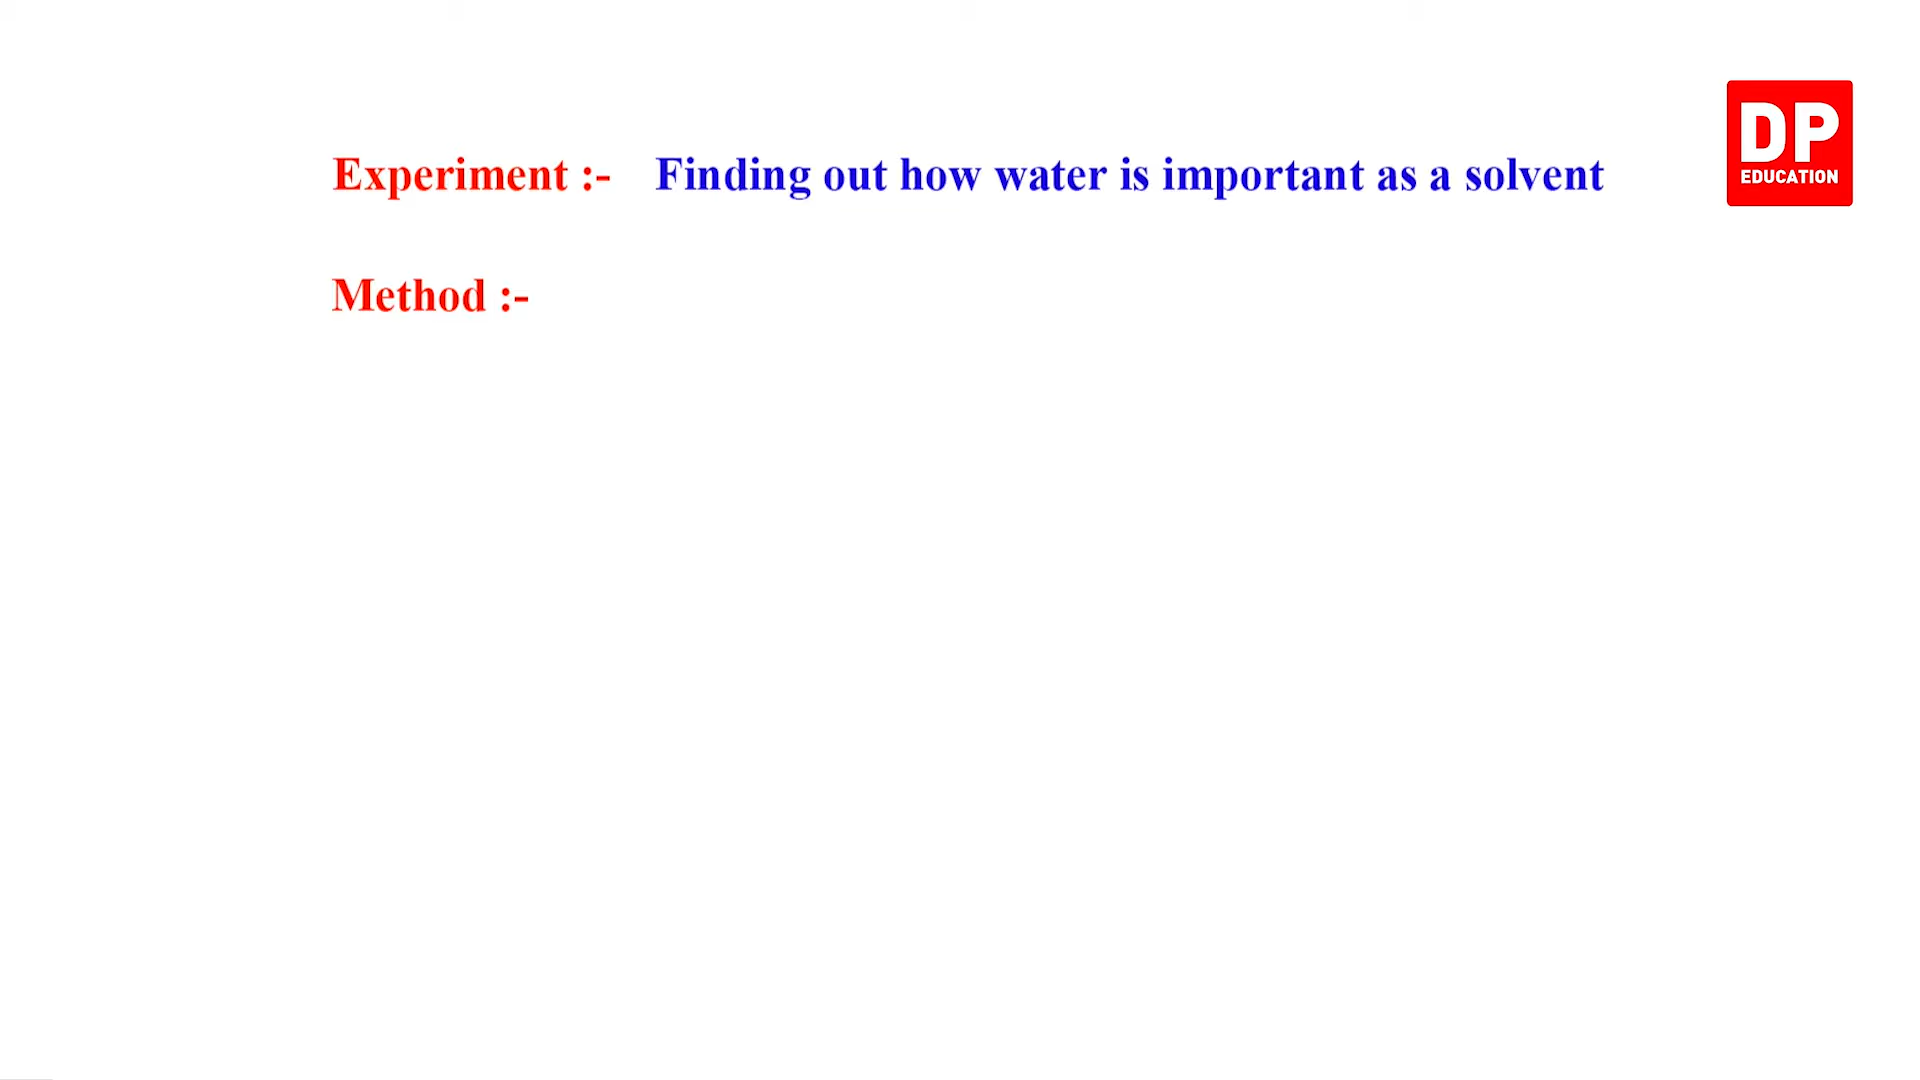 DP
EDUCATION
Experiment :- Finding out how water is important as a solvent
Method :-